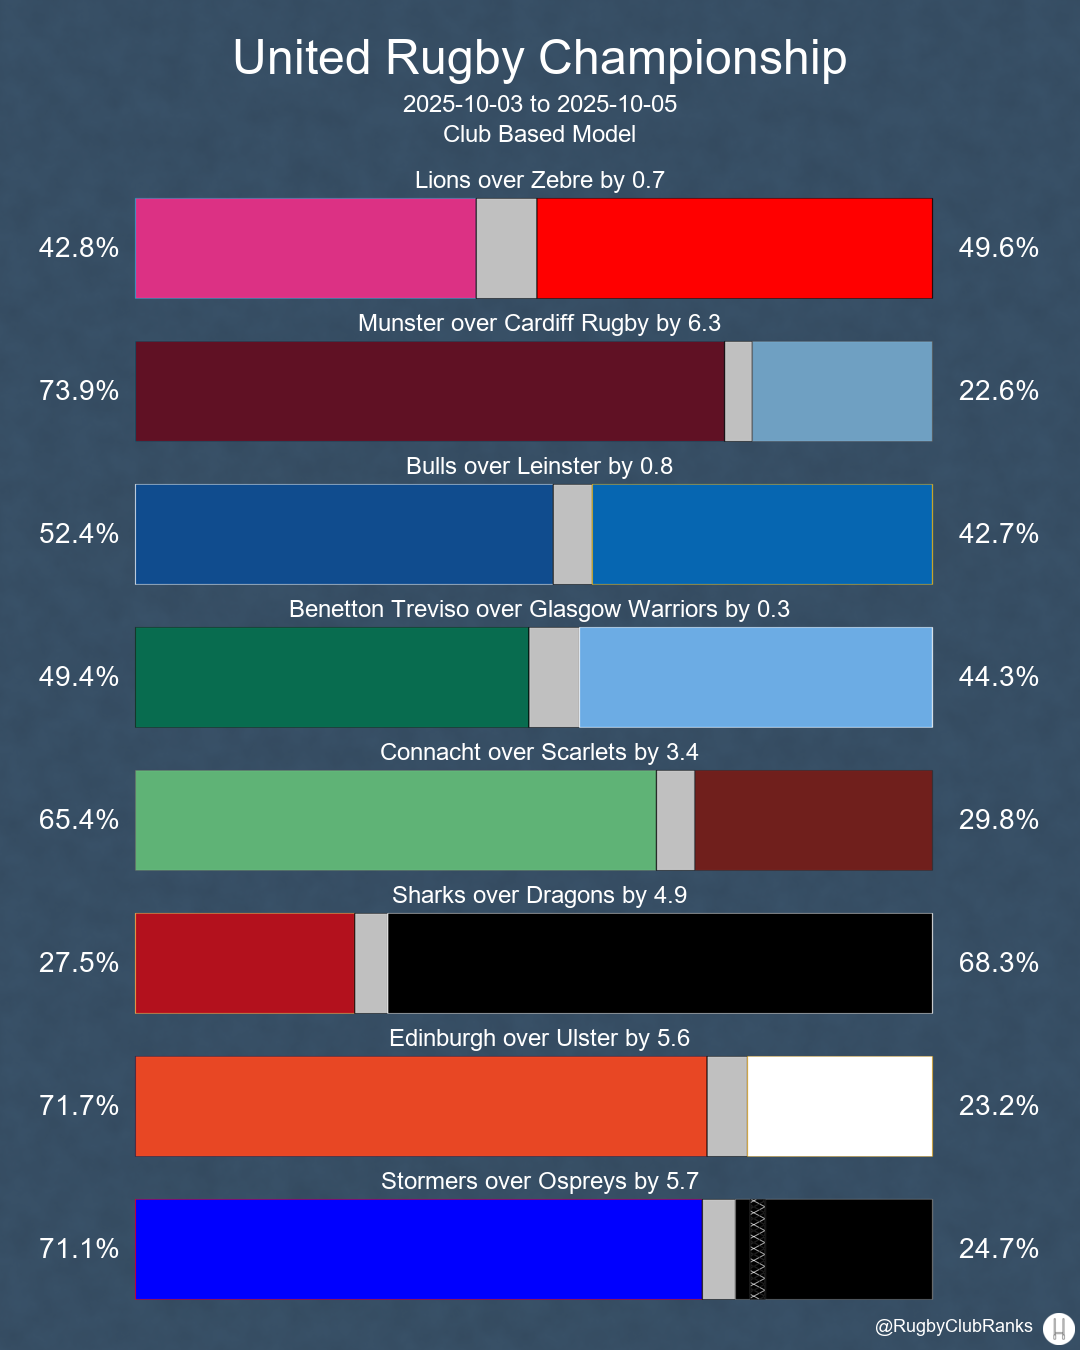 United Rugby Championship
2025-10-03 to 2025-10-05
Club Based Model
Lions over Zebre by 0.7
42.8% 49.6%
Munster over Cardiff Rugby by 6.3
73.9% 22.6%
Bulls over Leinster by 0.8
52.4% 42.7%
Benetton Treviso over Glasgow Warriors by 0.3
49.4% 44.3%
Connacht over Scarlets by 3.4
65.4% 29.8%
Sharks over Dragons by 4.9
27.5% 68.3%
Edinburgh over Ulster by 5.6
71.7% 23.2%
Stormers over Ospreys by 5.7
71.1% 24.7%
@RugbyClubRanks